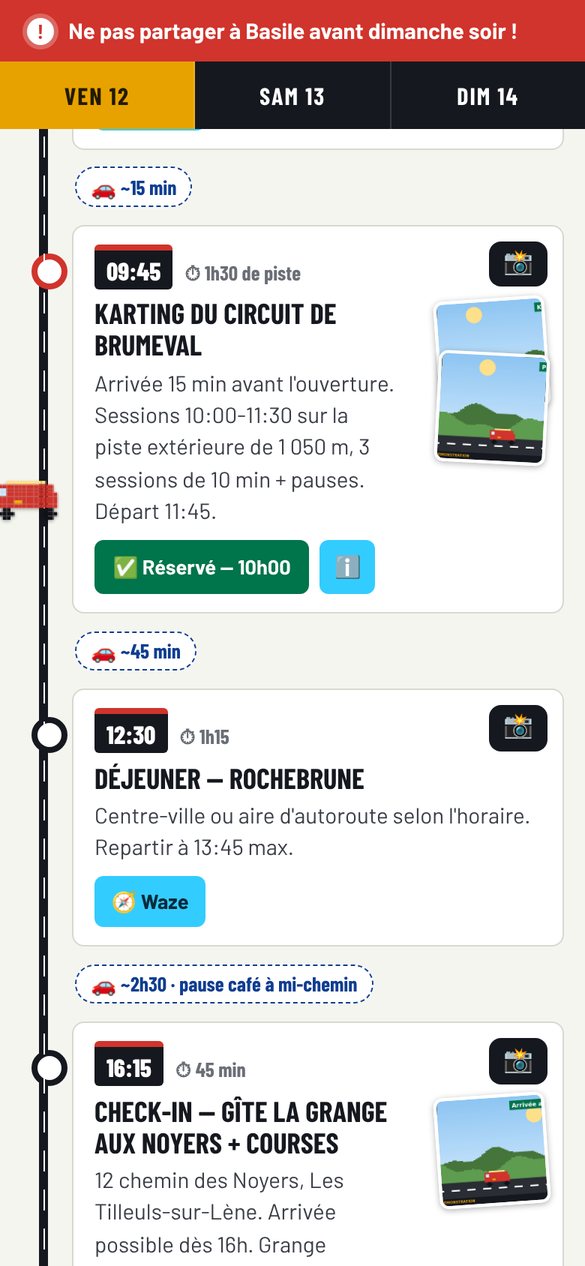 ! Ne pas partager à Basile avant dimanche soir !
VEN 12
SAM 13
DIM 14
~15 min
09:45
1h30 de piste
KARTING DU CIRCUIT DE
BRUMEVAL
Arrivée 15 min avant l'ouverture.
Sessions 10:00-11:30 sur la
piste extérieure de 1 050 m, 3
sessions de 10 min + pauses.
Départ 11:45.
✅ Réservé – 10h00
ℹ️
~45 min
12:30
1h15
DÉJEUNER – ROCHEBRUNE
Centre-ville ou aire d'autoroute selon l'horaire.
Repartir à 13:45 max.
Waze
~2h30 · pause café à mi-chemin
16:15
45 min
CHECK-IN – GÎTE LA GRANGE
AUX NOYERS + COURSES
Arrivée
12 chemin des Noyers, Les
Tilleuls-sur-Lène. Arrivée
possible dès 16h. Grange